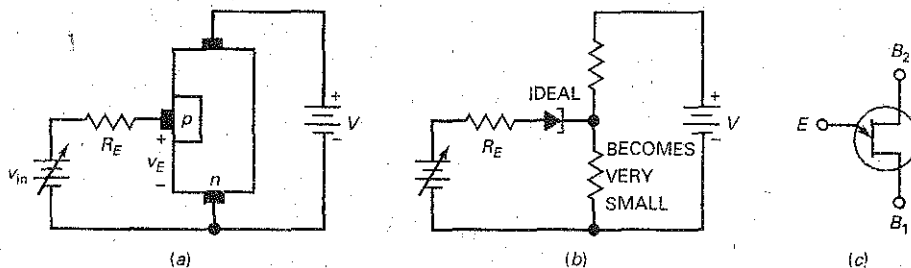 p
R_E
+
v_E
−
v_in
n
+
V
−
(a)
IDEAL
R_E
BECOMES
VERY
SMALL
+
V
−
(b)
B_2
E
B_1
(c)